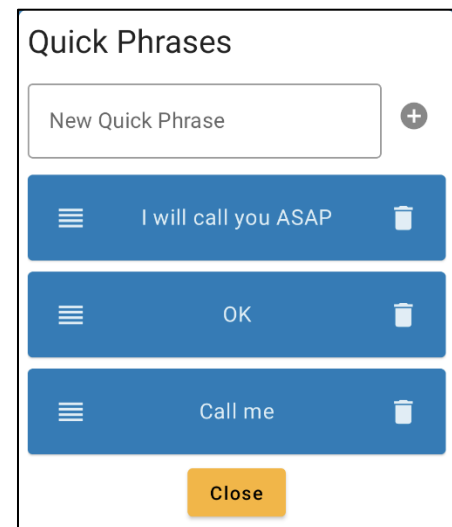 Quick Phrases
New Quick Phrase
I will call you ASAP
OK
Call me
Close